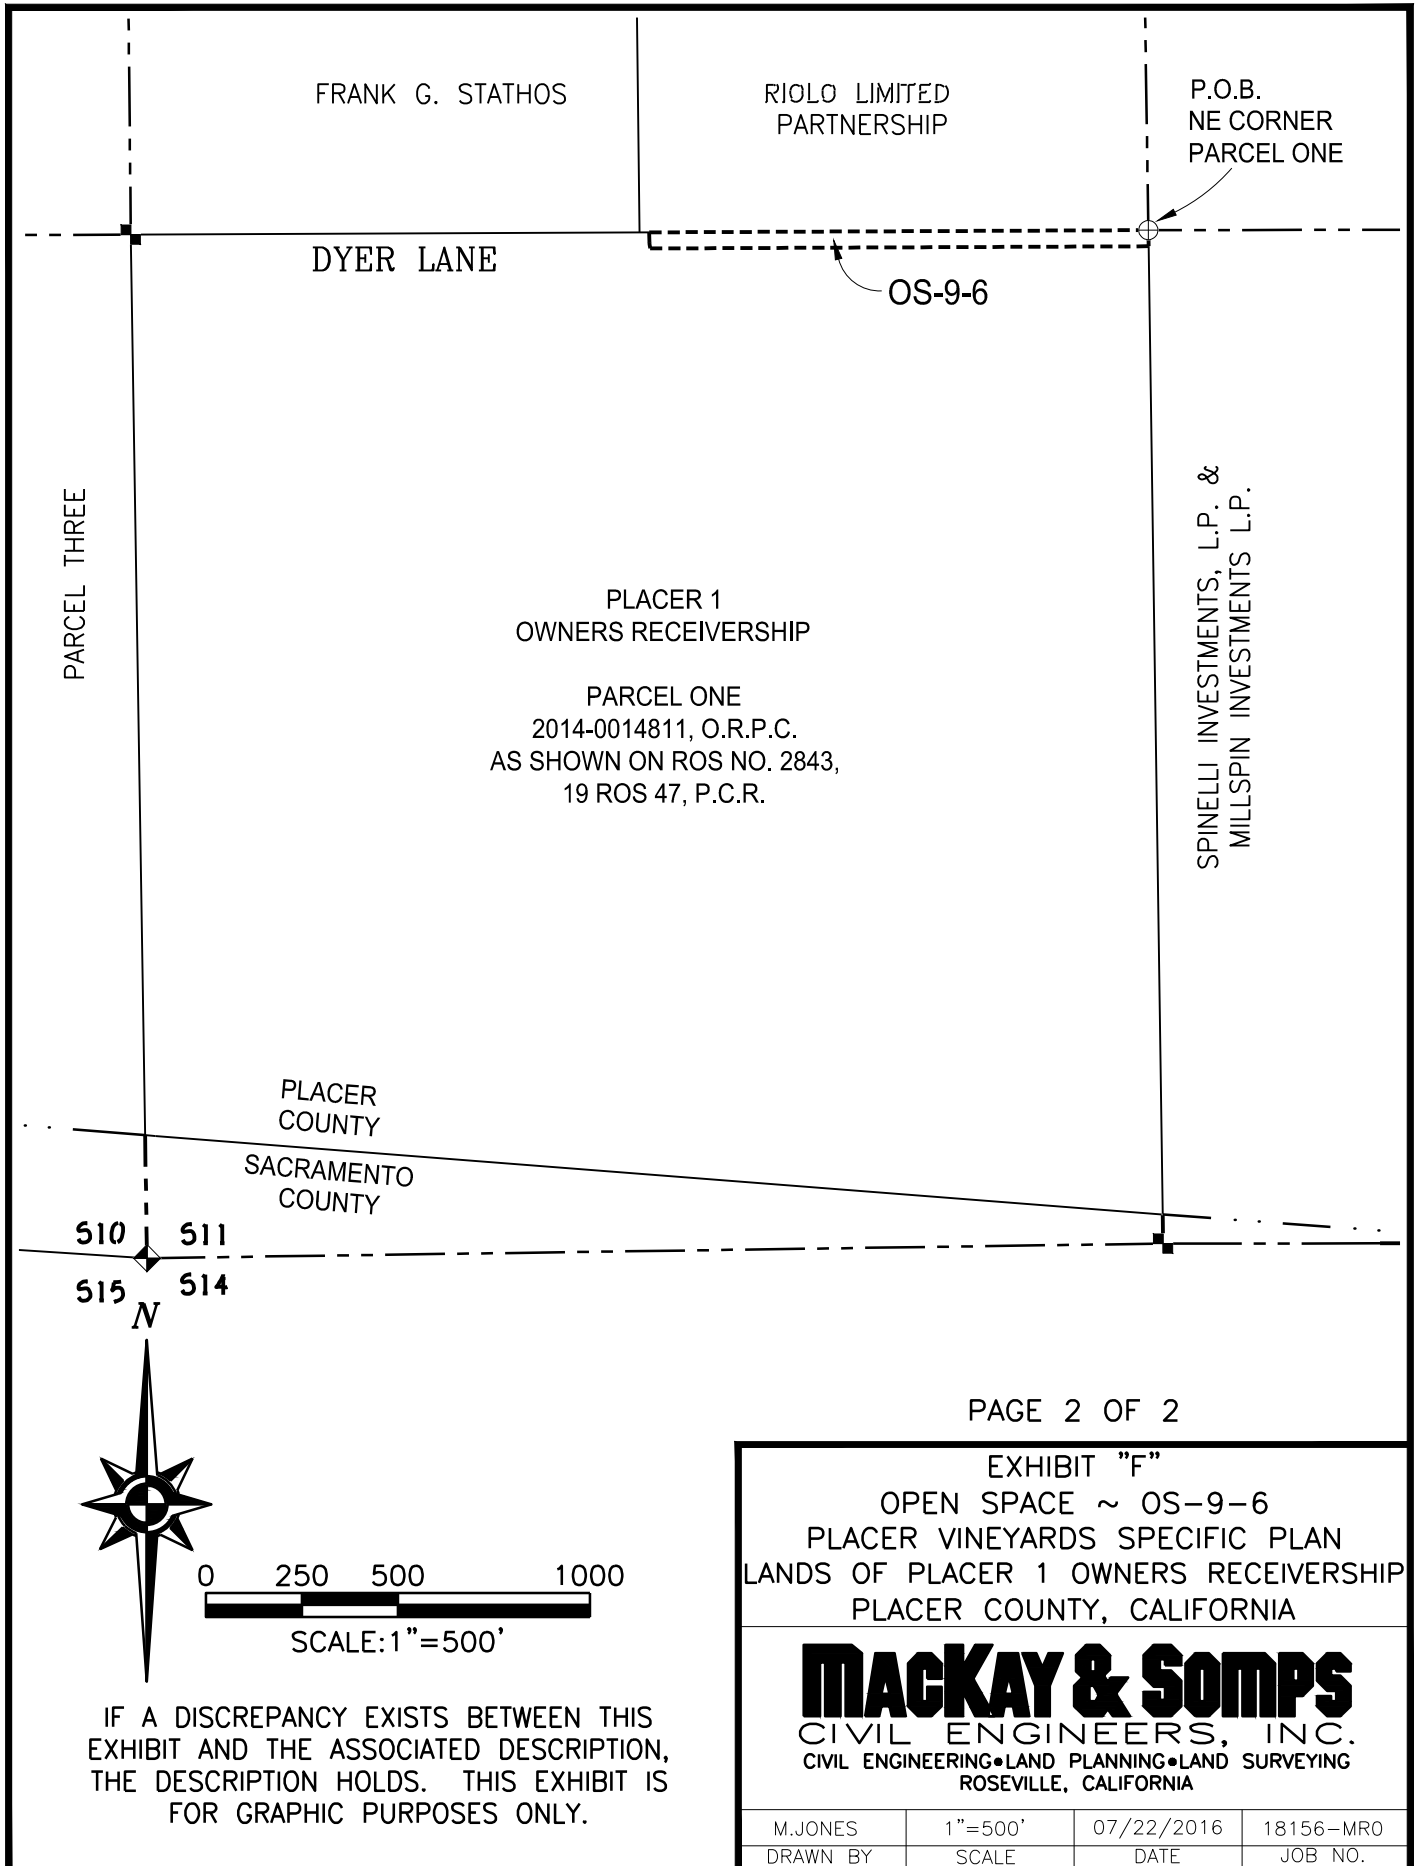 FRANK G. STATHOS
RIOLO LIMITED
PARTNERSHIP
P.O.B.
NE CORNER
PARCEL ONE
DYER LANE
OS-9-6
PARCEL THREE
SPINELLI INVESTMENTS, L.P. &
MILLSPIN INVESTMENTS L.P.
PLACER 1
OWNERS RECEIVERSHIP
PARCEL ONE
2014-0014811, O.R.P.C.
AS SHOWN ON ROS NO. 2843,
19 ROS 47, P.C.R.
PLACER
COUNTY
SACRAMENTO
COUNTY
S10 S11
S15 S14
N
0 250 500 1000
SCALE:1"=500'
IF A DISCREPANCY EXISTS BETWEEN THIS
EXHIBIT AND THE ASSOCIATED DESCRIPTION,
THE DESCRIPTION HOLDS. THIS EXHIBIT IS
FOR GRAPHIC PURPOSES ONLY.
PAGE 2 OF 2
EXHIBIT "F"
OPEN SPACE ~ OS-9-6
PLACER VINEYARDS SPECIFIC PLAN
LANDS OF PLACER 1 OWNERS RECEIVERSHIP
PLACER COUNTY, CALIFORNIA
MACKAY & SOMPS
CIVIL ENGINEERS, INC.
CIVIL ENGINEERING•LAND PLANNING•LAND SURVEYING
ROSEVILLE, CALIFORNIA
M.JONES 1"=500' 07/22/2016 18156-MR0
DRAWN BY SCALE DATE JOB NO.